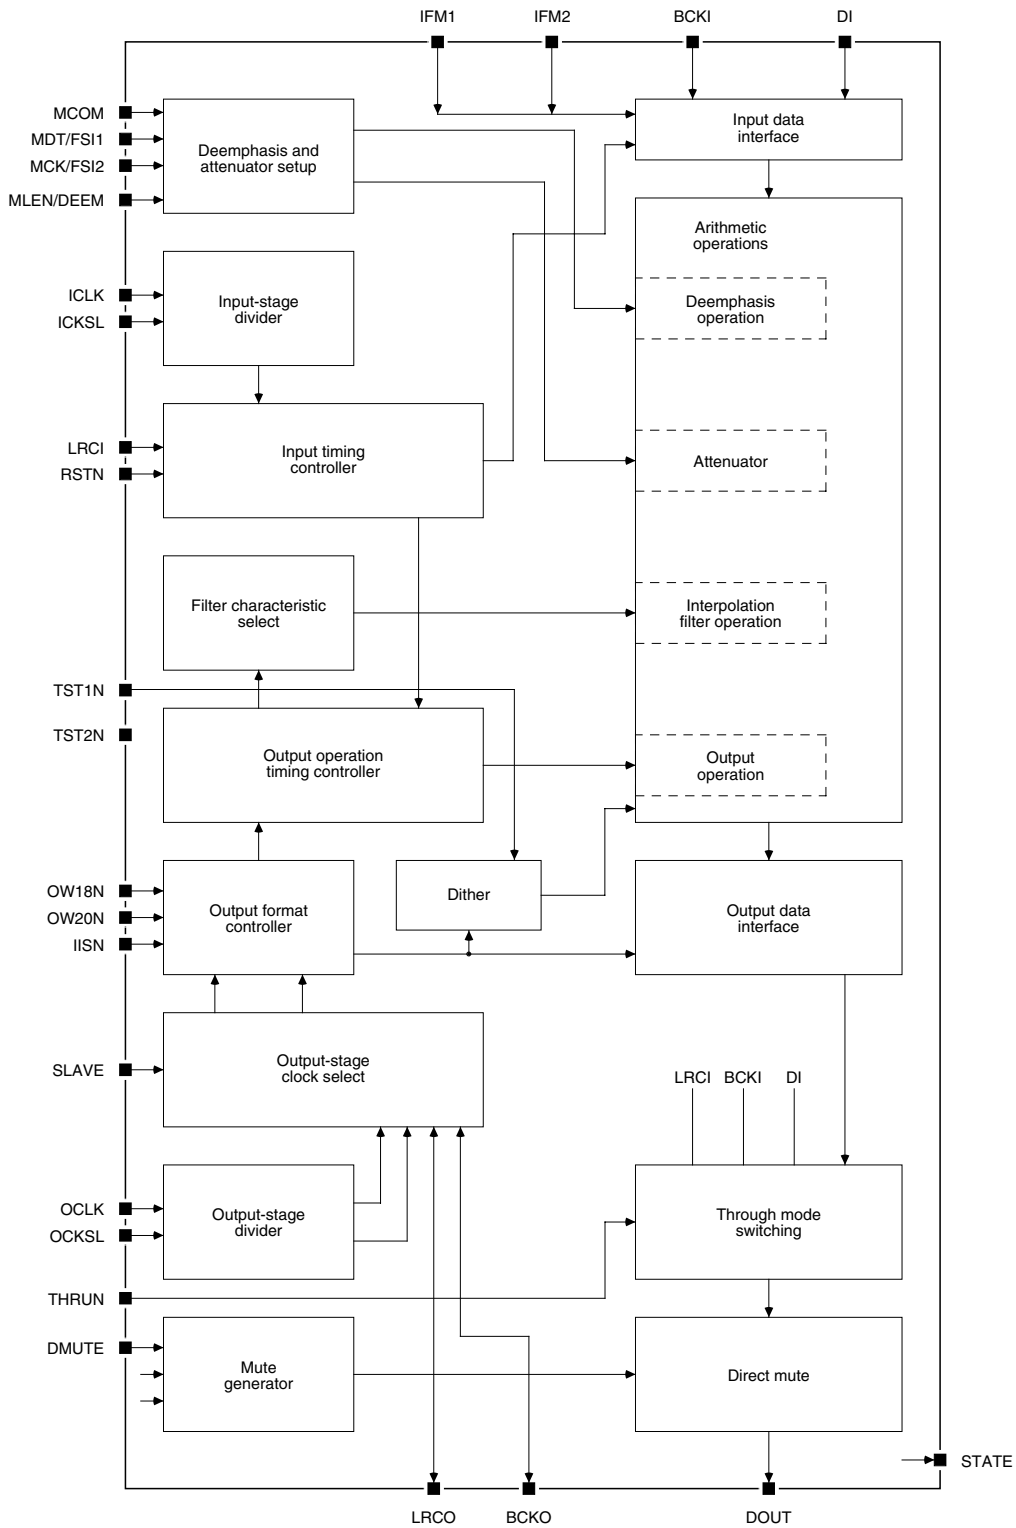 IFM1
IFM2
BCKI
DI
MCOM
MDT/FSI1
MCK/FSI2
MLEN/DEEM
Deemphasis and
attenuator setup
Input data
interface
Arithmetic
operations
ICLK
ICKSL
Input-stage
divider
Deemphasis
operation
LRCI
RSTN
Input timing
controller
Attenuator
Filter characteristic
select
Interpolation
filter operation
TST1N
TST2N
Output operation
timing controller
Output
operation
OW18N
OW20N
IISN
Output format
controller
Dither
Output data
interface
SLAVE
Output-stage
clock select
LRCI
BCKI
DI
OCLK
OCKSL
Output-stage
divider
Through mode
switching
THRUN
DMUTE
Mute
generator
Direct mute
STATE
LRCO
BCKO
DOUT